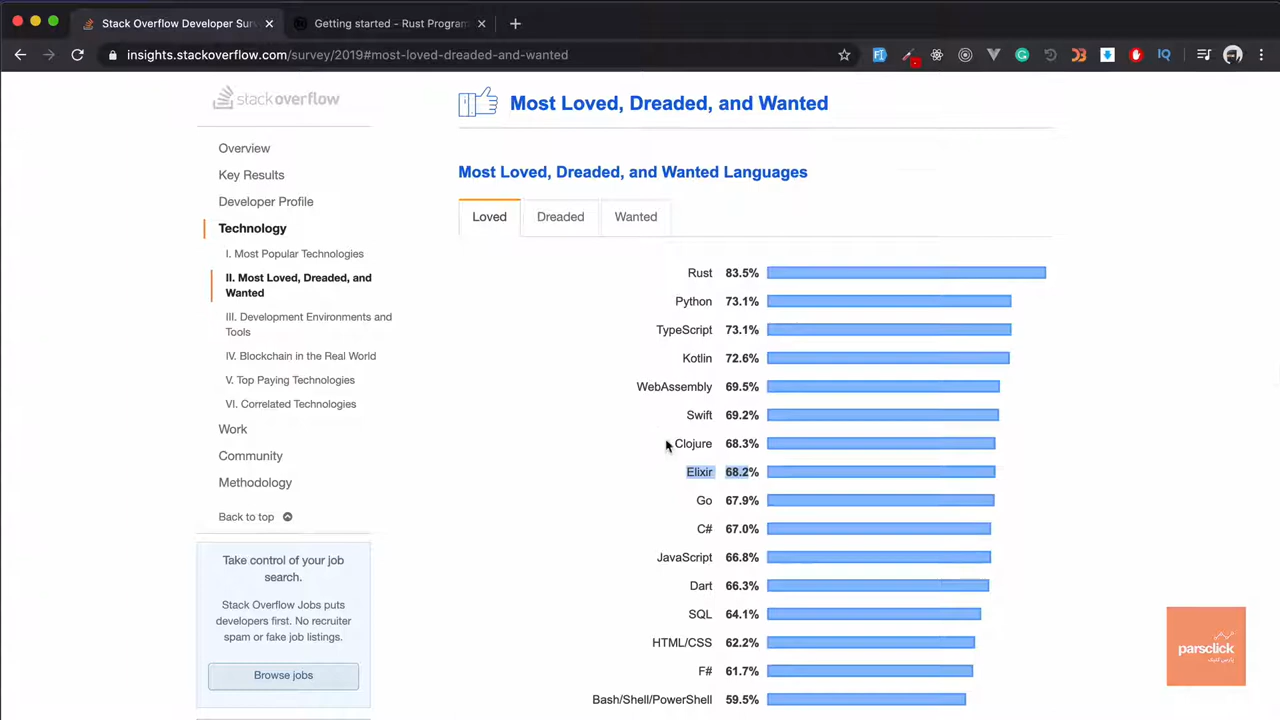 Stack Overflow Developer Sur
Getting started - Rust Program
insights.stackoverflow.com/survey/2019#most-loved-dreaded-and-wanted
IQ
stackoverflow
Overview
Key Results
Developer Profile
Technology
I. Most Popular Technologies
II. Most Loved, Dreaded, and
Wanted
III. Development Environments and
Tools
IV. Blockchain in the Real World
V. Top Paying Technologies
VI. Correlated Technologies
Work
Community
Methodology
Back to top
Take control of your job
search.
Stack Overflow Jobs puts
developers first. No recruiter
spam or fake job listings.
Browse jobs
Most Loved, Dreaded, and Wanted
Most Loved, Dreaded, and Wanted Languages
Loved Dreaded Wanted
Rust 83.5%
Python 73.1%
TypeScript 73.1%
Kotlin 72.6%
WebAssembly 69.5%
Swift 69.2%
Clojure 68.3%
Elixir 68.2%
Go 67.9%
C# 67.0%
JavaScript 66.8%
Dart 66.3%
SQL 64.1%
HTML/CSS 62.2%
F# 61.7%
Bash/Shell/PowerShell 59.5%
parsclick
پارس کلیک